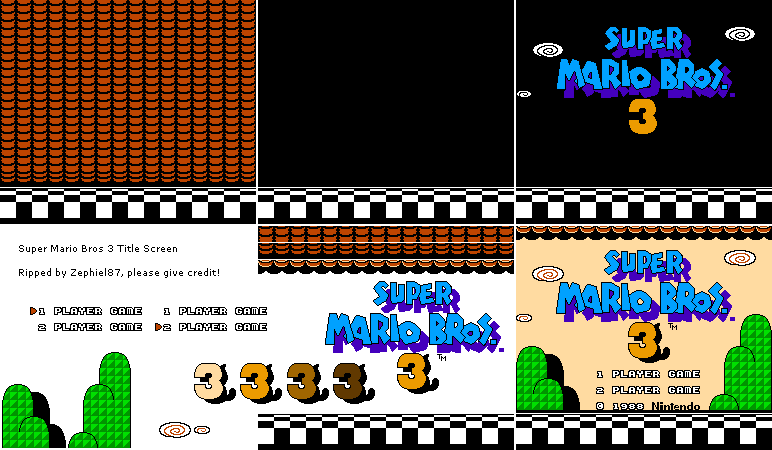 SUPER
MARIO BROS.
3
Super Mario Bros 3 Title Screen
Ripped by Zephiel87, please give credit!
1 PLAYER GAME
2 PLAYER GAME
1 PLAYER GAME
2 PLAYER GAME
3 3 3 3
SUPER
MARIO BROS.
3 TM
SUPER
MARIO BROS.
3 TM
1 PLAYER GAME
2 PLAYER GAME
© 1988 Nintendo